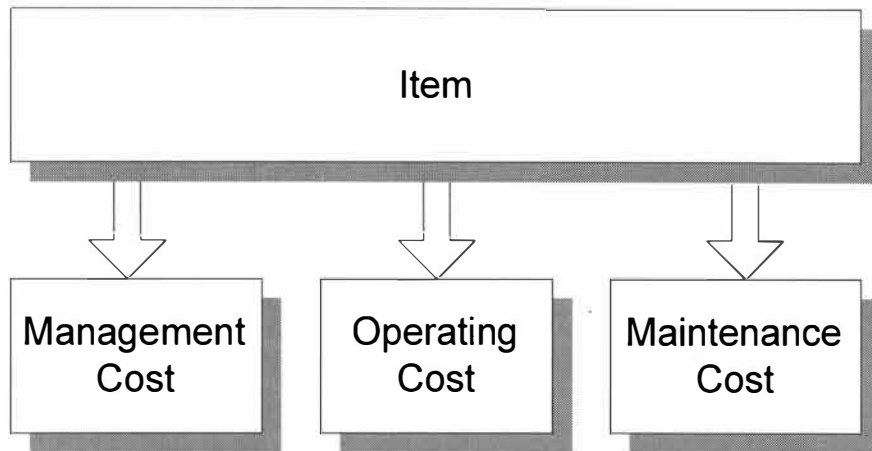 Item
Management
Cost
Operating
Cost
Maintenance
Cost